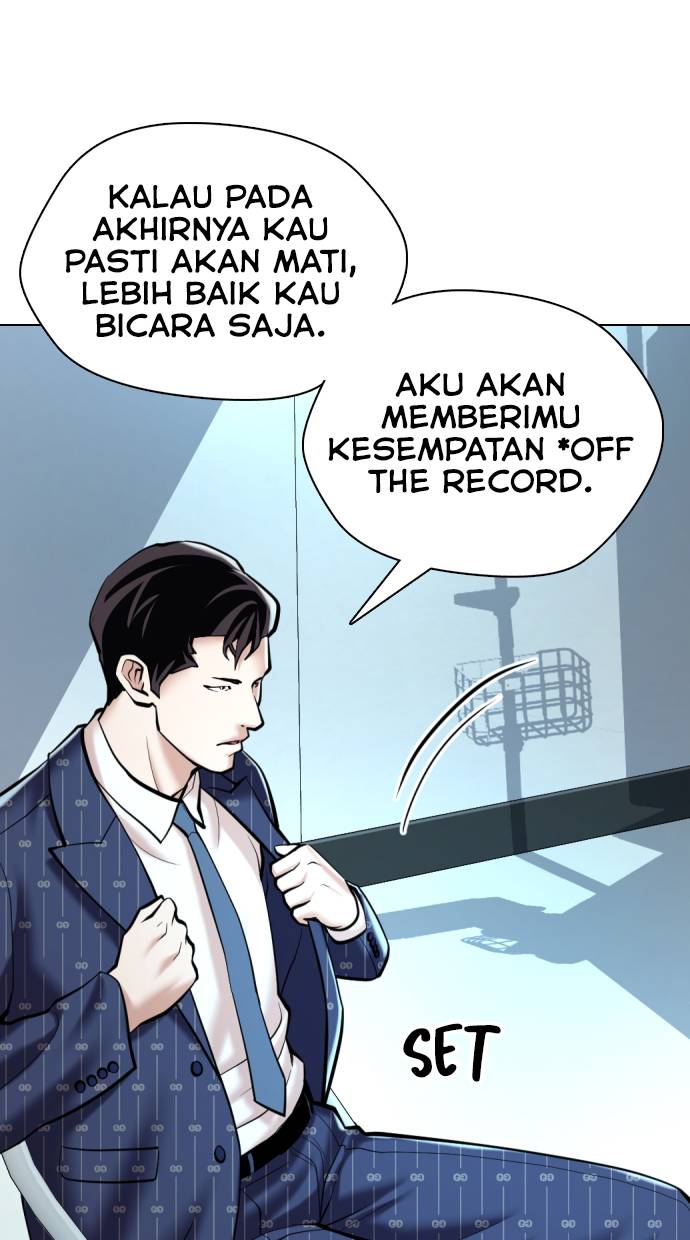 KALAU PADA
AKHIRNYA KAU
PASTI AKAN MATI,
LEBIH BAIK KAU
BICARA SAJA.
AKU AKAN
MEMBERIMU
KESEMPATAN *OFF
THE RECORD.
SET